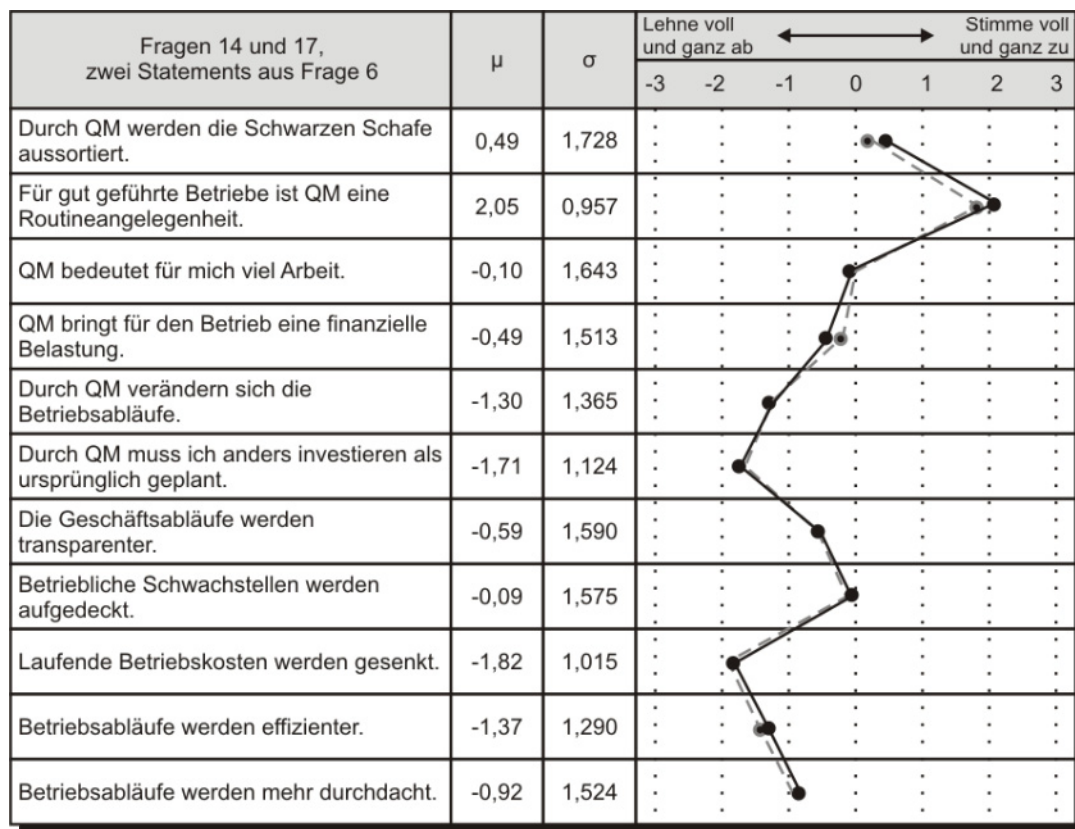 Fragen 14 und 17,
zwei Statements aus Frage 6
μ
σ
Lehne voll
und ganz ab
Stimme voll
und ganz zu
-3 -2 -1 0 1 2 3
Durch QM werden die Schwarzen Schafe
aussortiert.
0,49 1,728
Für gut geführte Betriebe ist QM eine
Routineangelegenheit.
2,05 0,957
QM bedeutet für mich viel Arbeit.
-0,10 1,643
QM bringt für den Betrieb eine finanzielle
Belastung.
-0,49 1,513
Durch QM verändern sich die
Betriebsabläufe.
-1,30 1,365
Durch QM muss ich anders investieren als
ursprünglich geplant.
-1,71 1,124
Die Geschäftsabläufe werden
transparenter.
-0,59 1,590
Betriebliche Schwachstellen werden
aufgedeckt.
-0,09 1,575
Laufende Betriebskosten werden gesenkt.
-1,82 1,015
Betriebsabläufe werden effizienter.
-1,37 1,290
Betriebsabläufe werden mehr durchdacht.
-0,92 1,524